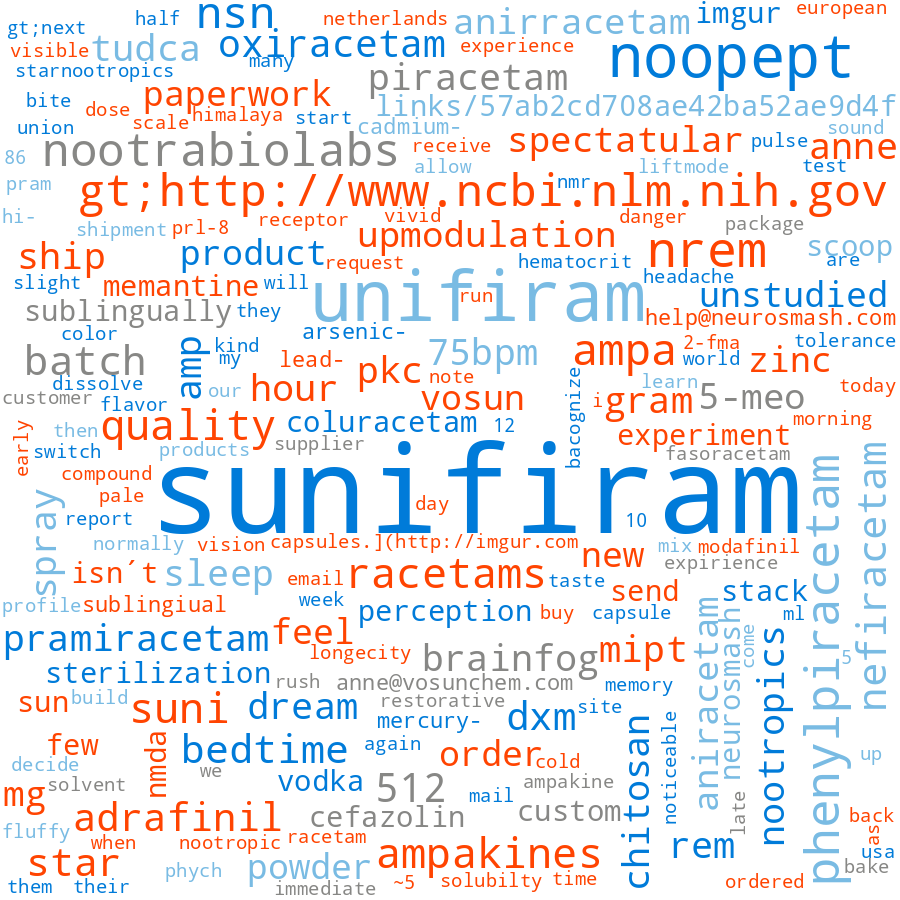 gt;next
half
nsn
netherlands
anirracetam
imgur
european
visible
tudca
oxiracetam
many
experience
noopept
starnootropics
piracetam
bite
dose
paperwork
himalaya
start
links/57ab2cd708ae42ba52ae9d4f
union
scale
cadmium-
receive
spectatular
pulse
sound
anne
86
nootrabiolabs
allow
liftmode
test
pram
gt;http://www.ncbi.nlm.nih.gov
nmr
hi-
shipment
prl-8
receptor
vivid
danger
package
ship
product
request
upmodulation
hematocrit
nrem
scoop
are
slight
memantine
will
unifiram
run
headache
unstudied
sublingually
they
arsenic-
help@neurosmash.com
color
amp
kind
my
lead-
75bpm
ampa
2-fma
world
zinc
tolerance
batch
dissolve
our
hour
pkc
note
bacognize
learn
today
customer
flavor
vosun
i
gram
5-meo
early
then
switch
quality
products
coluracetam
supplier
12
experiment
morning
fasoracetam
compound
pale
sunifiram
day
10
report
spray
normally
vision
capsules.](http://imgur.com
new
mix
modafinil
expirience
phenylpiracetam
nefiracetam
isn´t
sleep
email
racetams
taste
send
stack
profile
sublingiual
week
perception
buy
capsule
ml
pramiracetam
feel
longecity
brainfog
mipt
aniracetam
neurosmash
come
nootropics
5
sterilization
rush
anne@vosunchem.com
memory
sun
build
suni
dream
restorative
mercury-
dxm
site
few
nmda
bedtime
again
order
cold
chitosan
noticeable
up
decide
solvent
we
vodka
512
mail
ampakine
mg
adrafinil
cefazolin
custom
late
back
fluffy
when
nootropic
racetam
as
star
phych
powder
ampakines
rem
usa
bake
them
their
immediate
~5
solubilty
time
ordered